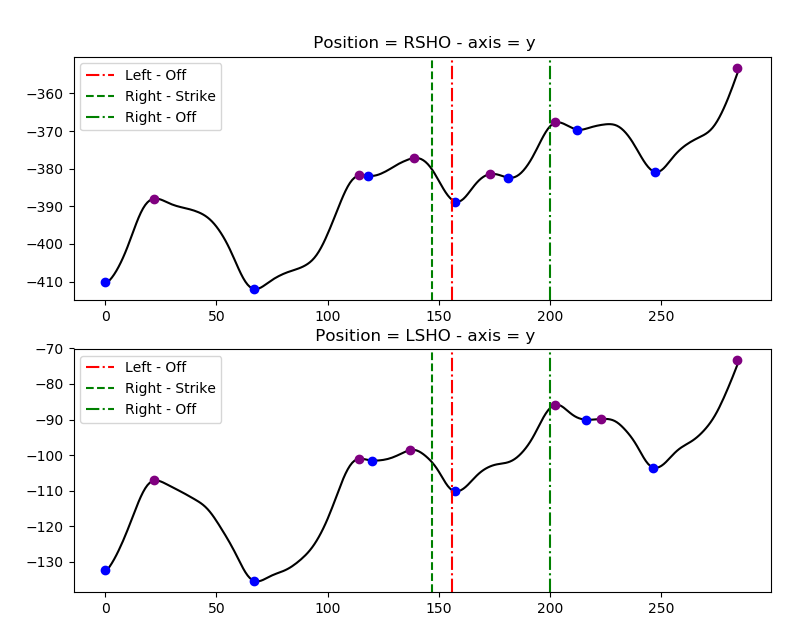 Position = RSHO - axis = y
Left - Off
Right - Strike
Right - Off
−360
−370
−380
−390
−400
−410
0 50 100 150 200 250
Position = LSHO - axis = y
Left - Off
Right - Strike
Right - Off
−70
−80
−90
−100
−110
−120
−130
0 50 100 150 200 250